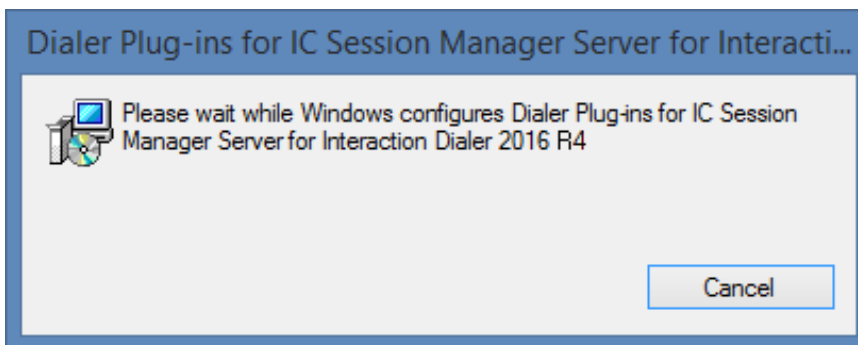 Dialer Plug-ins for IC Session Manager Server for Interacti...
Please wait while Windows configures Dialer Plug-ins for IC Session
Manager Server for Interaction Dialer 2016 R4
Cancel